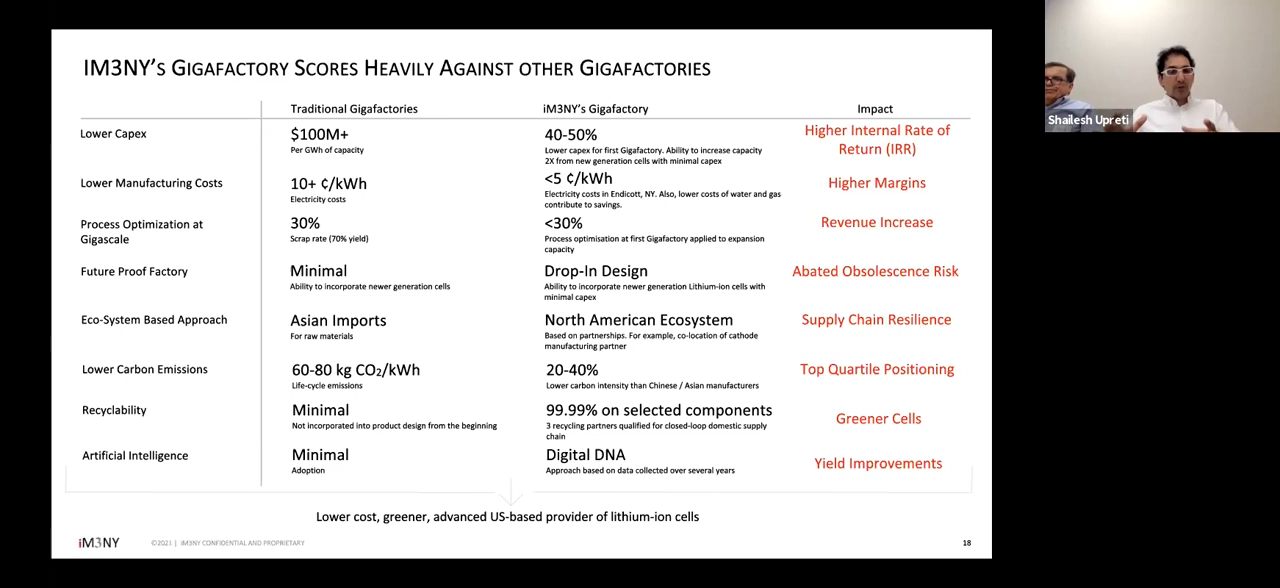 IM3NY'S GIGAFACTORY SCORES HEAVILY AGAINST OTHER GIGAFACTORIES
Traditional Gigafactories
iM3NY's Gigafactory
Impact
Lower Capex
$100M+
Per GWh of capacity
40-50%
Lower capex for first Gigafactory. Ability to increase capacity
2X from new generation cells with minimal capex
Higher Internal Rate of
Return (IRR)
Lower Manufacturing Costs
10+ ¢/kWh
Electricity costs
<5 ¢/kWh
Electricity costs in Endicott, NY. Also, lower costs of water and gas
contribute to savings.
Higher Margins
Process Optimization at
Gigascale
30%
Scrap rate (70% yield)
<30%
Process optimisation at first Gigafactory applied to expansion
capacity
Revenue Increase
Future Proof Factory
Minimal
Ability to incorporate newer generation cells
Drop-In Design
Ability to incorporate newer generation Lithium-ion cells with
minimal capex
Abated Obsolescence Risk
Eco-System Based Approach
Asian Imports
For raw materials
North American Ecosystem
Based on partnerships. For example, co-location of cathode
manufacturing partner
Supply Chain Resilience
Lower Carbon Emissions
60-80 kg CO₂/kWh
Life-cycle emissions
20-40%
Lower carbon intensity than Chinese / Asian manufacturers
Top Quartile Positioning
Recyclability
Minimal
Not incorporated into product design from the beginning
99.99% on selected components
3 recycling partners qualified for closed-loop domestic supply
chain
Greener Cells
Artificial Intelligence
Minimal
Adoption
Digital DNA
Approach based on data collected over several years
Yield Improvements
Lower cost, greener, advanced US-based provider of lithium-ion cells
iM3NY
©2021 | IM3NY CONFIDENTIAL AND PROPRIETARY
18
Shailesh Upreti